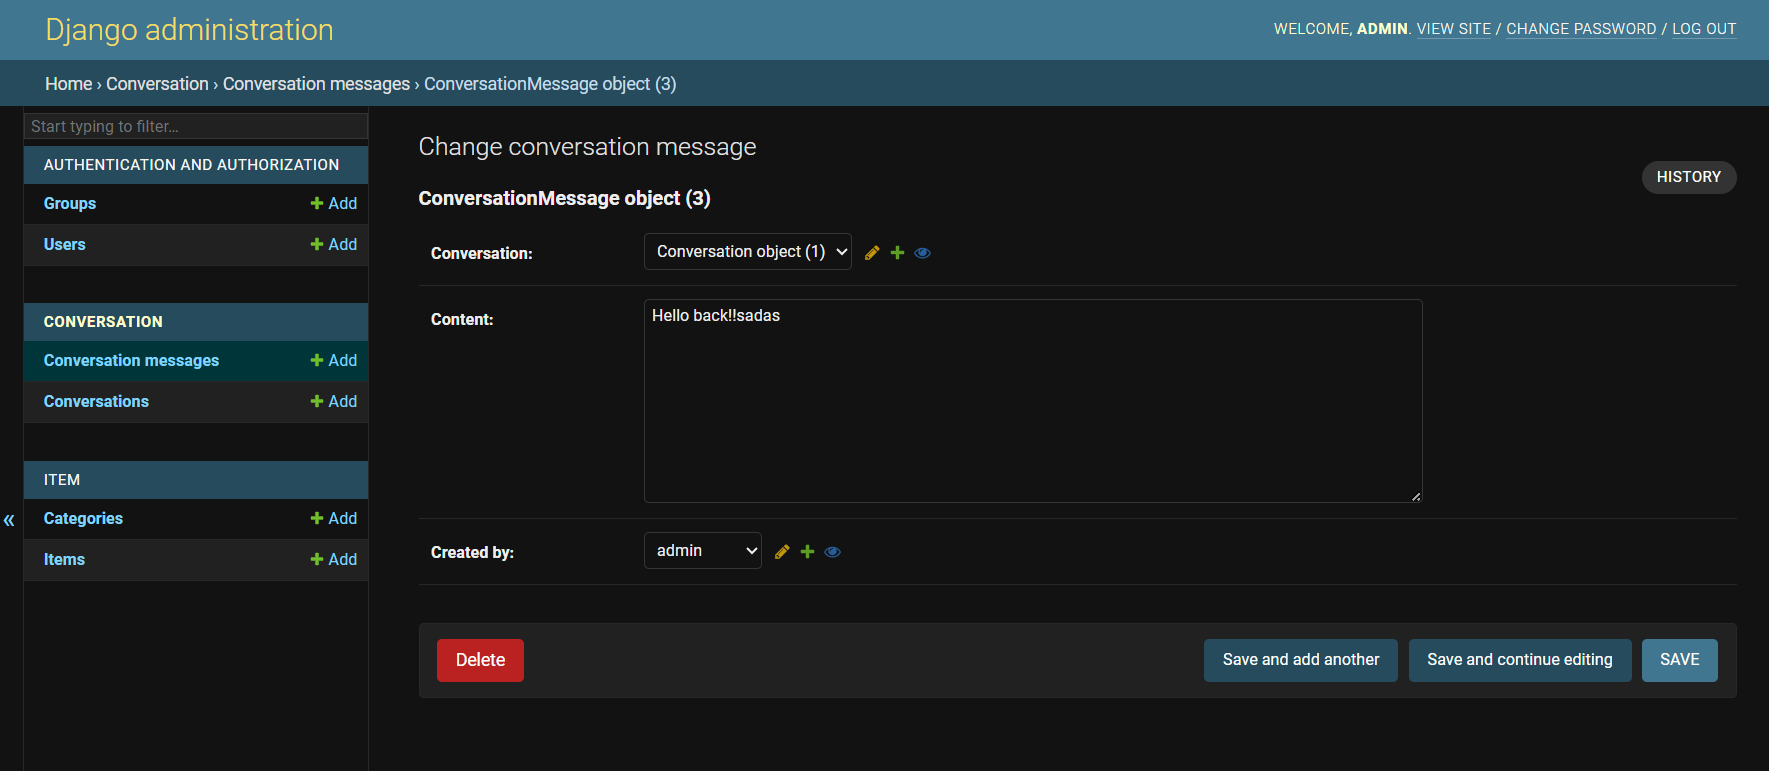 Django administration
WELCOME, ADMIN. VIEW SITE / CHANGE PASSWORD / LOG OUT
Home › Conversation › Conversation messages › ConversationMessage object (3)
Start typing to filter...
AUTHENTICATION AND AUTHORIZATION
Groups + Add
Users + Add
CONVERSATION
Conversation messages + Add
Conversations + Add
ITEM
Categories + Add
Items + Add
«
Change conversation message
HISTORY
ConversationMessage object (3)
Conversation: Conversation object (1)
Content: Hello back!!sadas
Created by: admin
Delete Save and add another Save and continue editing SAVE